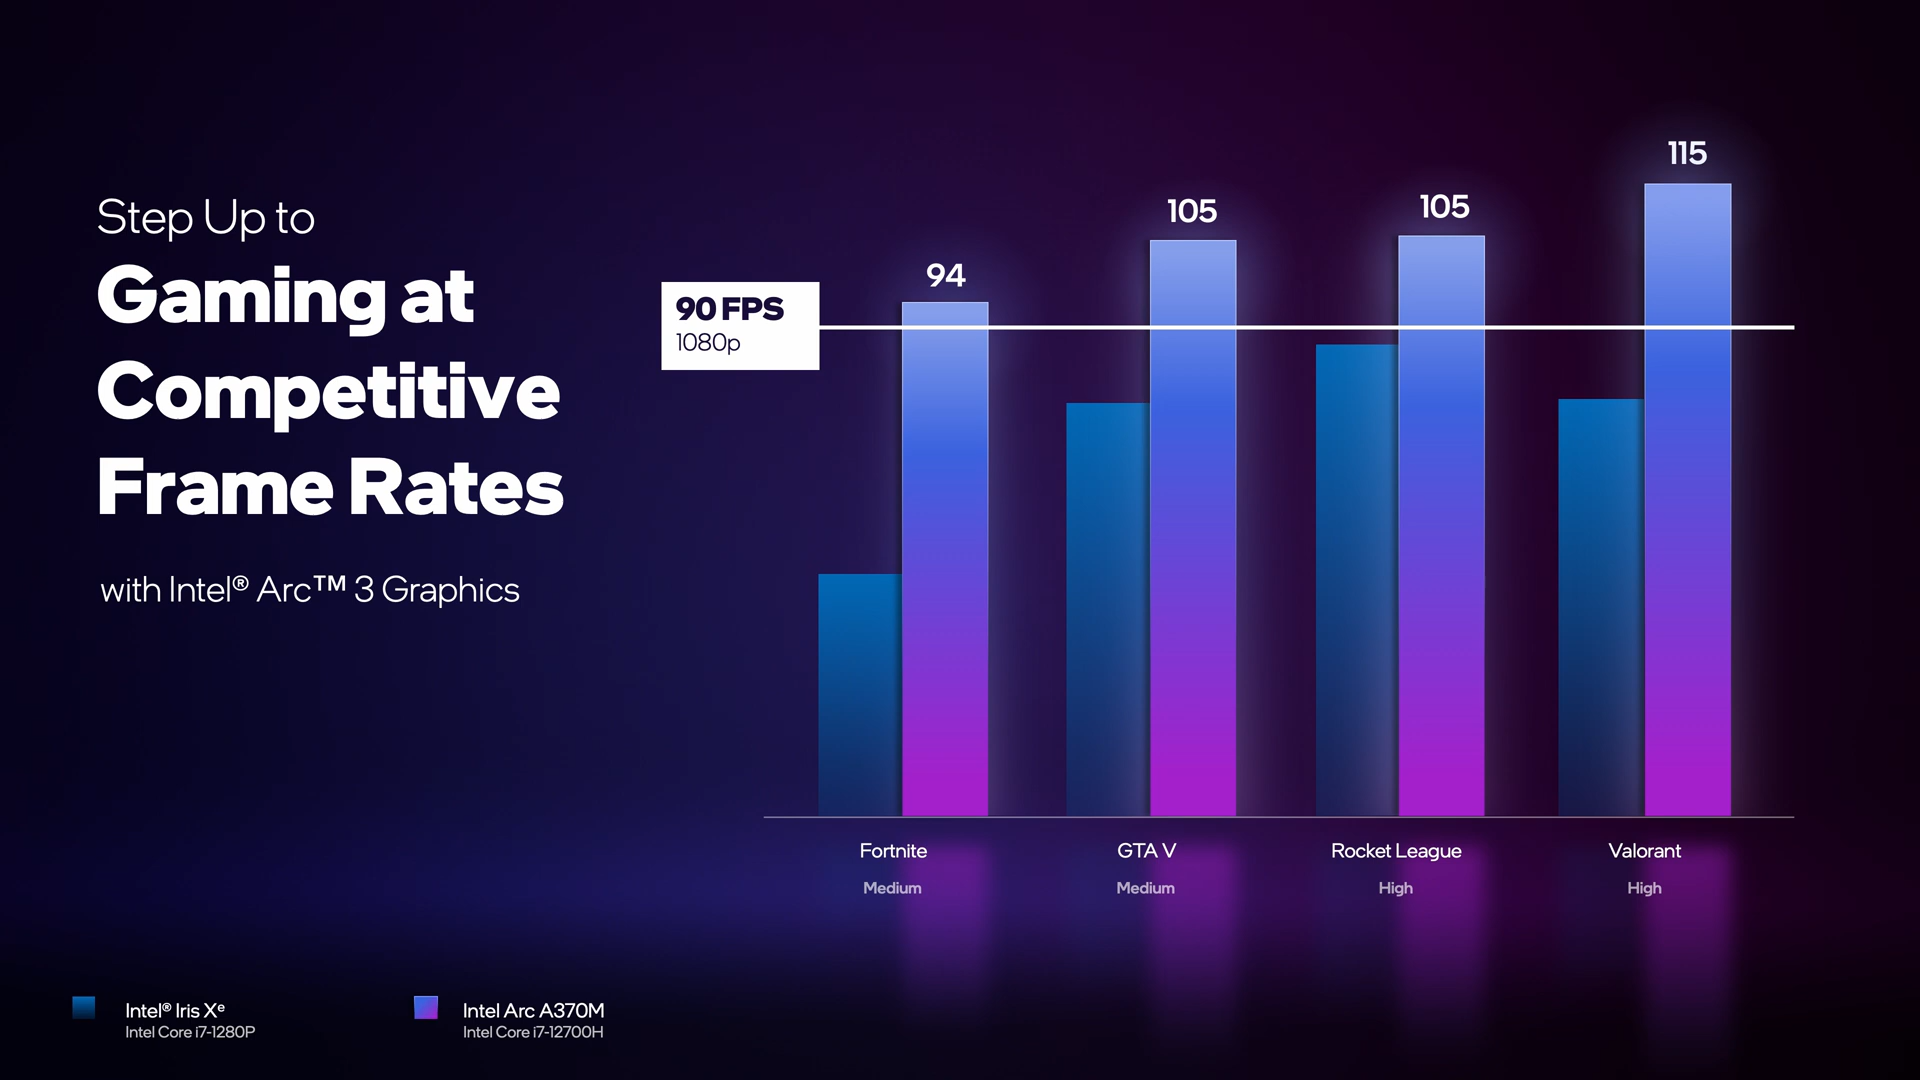 Step Up to
Gaming at
Competitive
Frame Rates
with Intel® Arc™ 3 Graphics
90 FPS
1080p
94
105
105
115
Fortnite
Medium
GTA V
Medium
Rocket League
High
Valorant
High
Intel® Iris Xᵉ
Intel Core i7-1280P
Intel Arc A370M
Intel Core i7-12700H